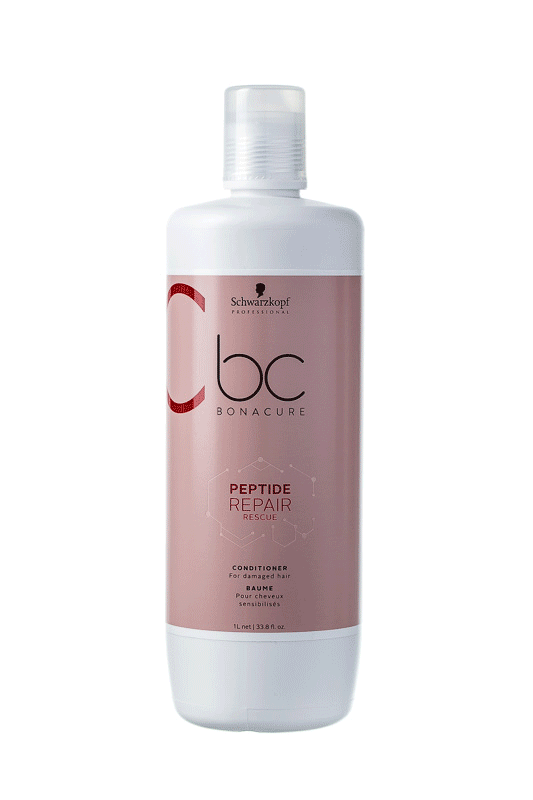 Schwarzkopf
PROFESSIONAL
bc
BONACURE
PEPTIDE
REPAIR
RESCUE
CONDITIONER
For damaged hair
BAUME
Pour cheveux
sensibilisés
1L net | 33.8 fl. oz.